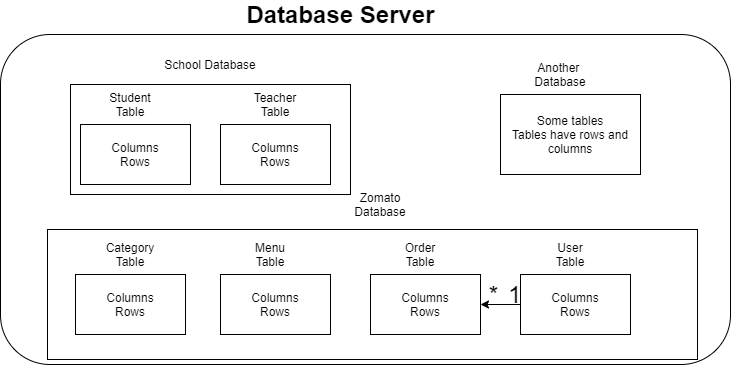 Database Server
School Database
Another
Database
Student
Table
Teacher
Table
Columns
Rows
Columns
Rows
Some tables
Tables have rows and
columns
Zomato
Database
Category
Table
Menu
Table
Order
Table
User
Table
Columns
Rows
Columns
Rows
Columns
Rows
* 1
Columns
Rows